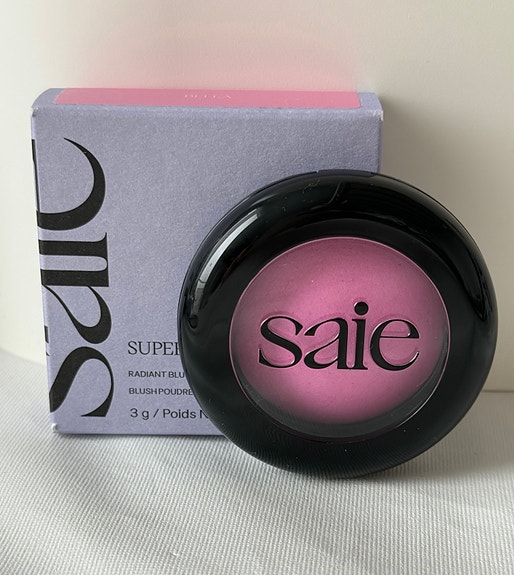 saie
SUPER
RADIANT BLU
BLUSH POUDRE
3 g / Poids N
saie